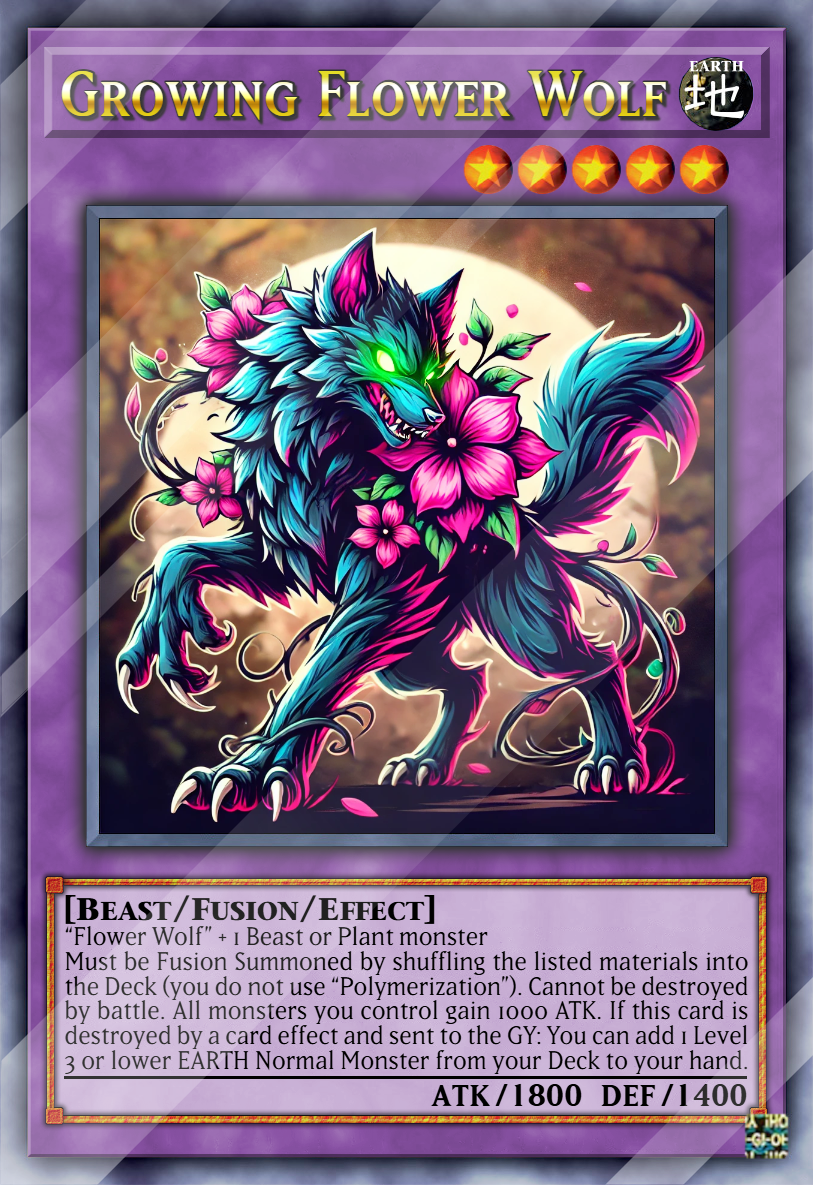 Growing Flower Wolf
EARTH
地
[Beast/Fusion/Effect]
“Flower Wolf” + 1 Beast or Plant monster
Must be Fusion Summoned by shuffling the listed materials into
the Deck (you do not use “Polymerization”). Cannot be destroyed
by battle. All monsters you control gain 1000 ATK. If this card is
destroyed by a card effect and sent to the GY: You can add 1 Level
3 or lower EARTH Normal Monster from your Deck to your hand.
ATK/1800 DEF/1400